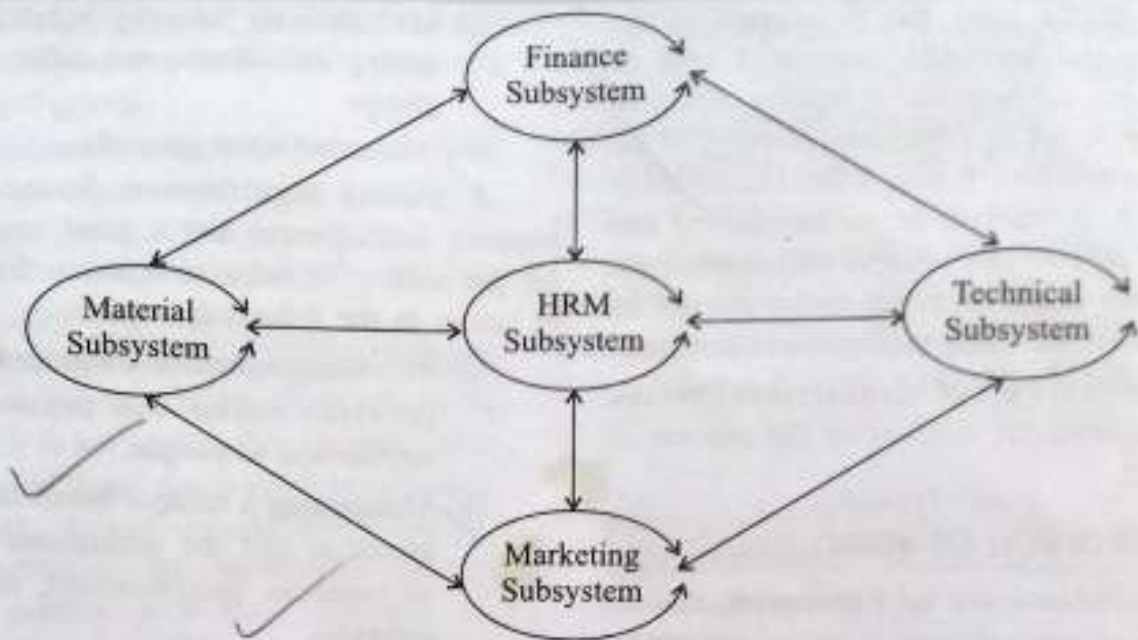 Finance
Subsystem
Material
Subsystem
HRM
Subsystem
Technical
Subsystem
Marketing
Subsystem